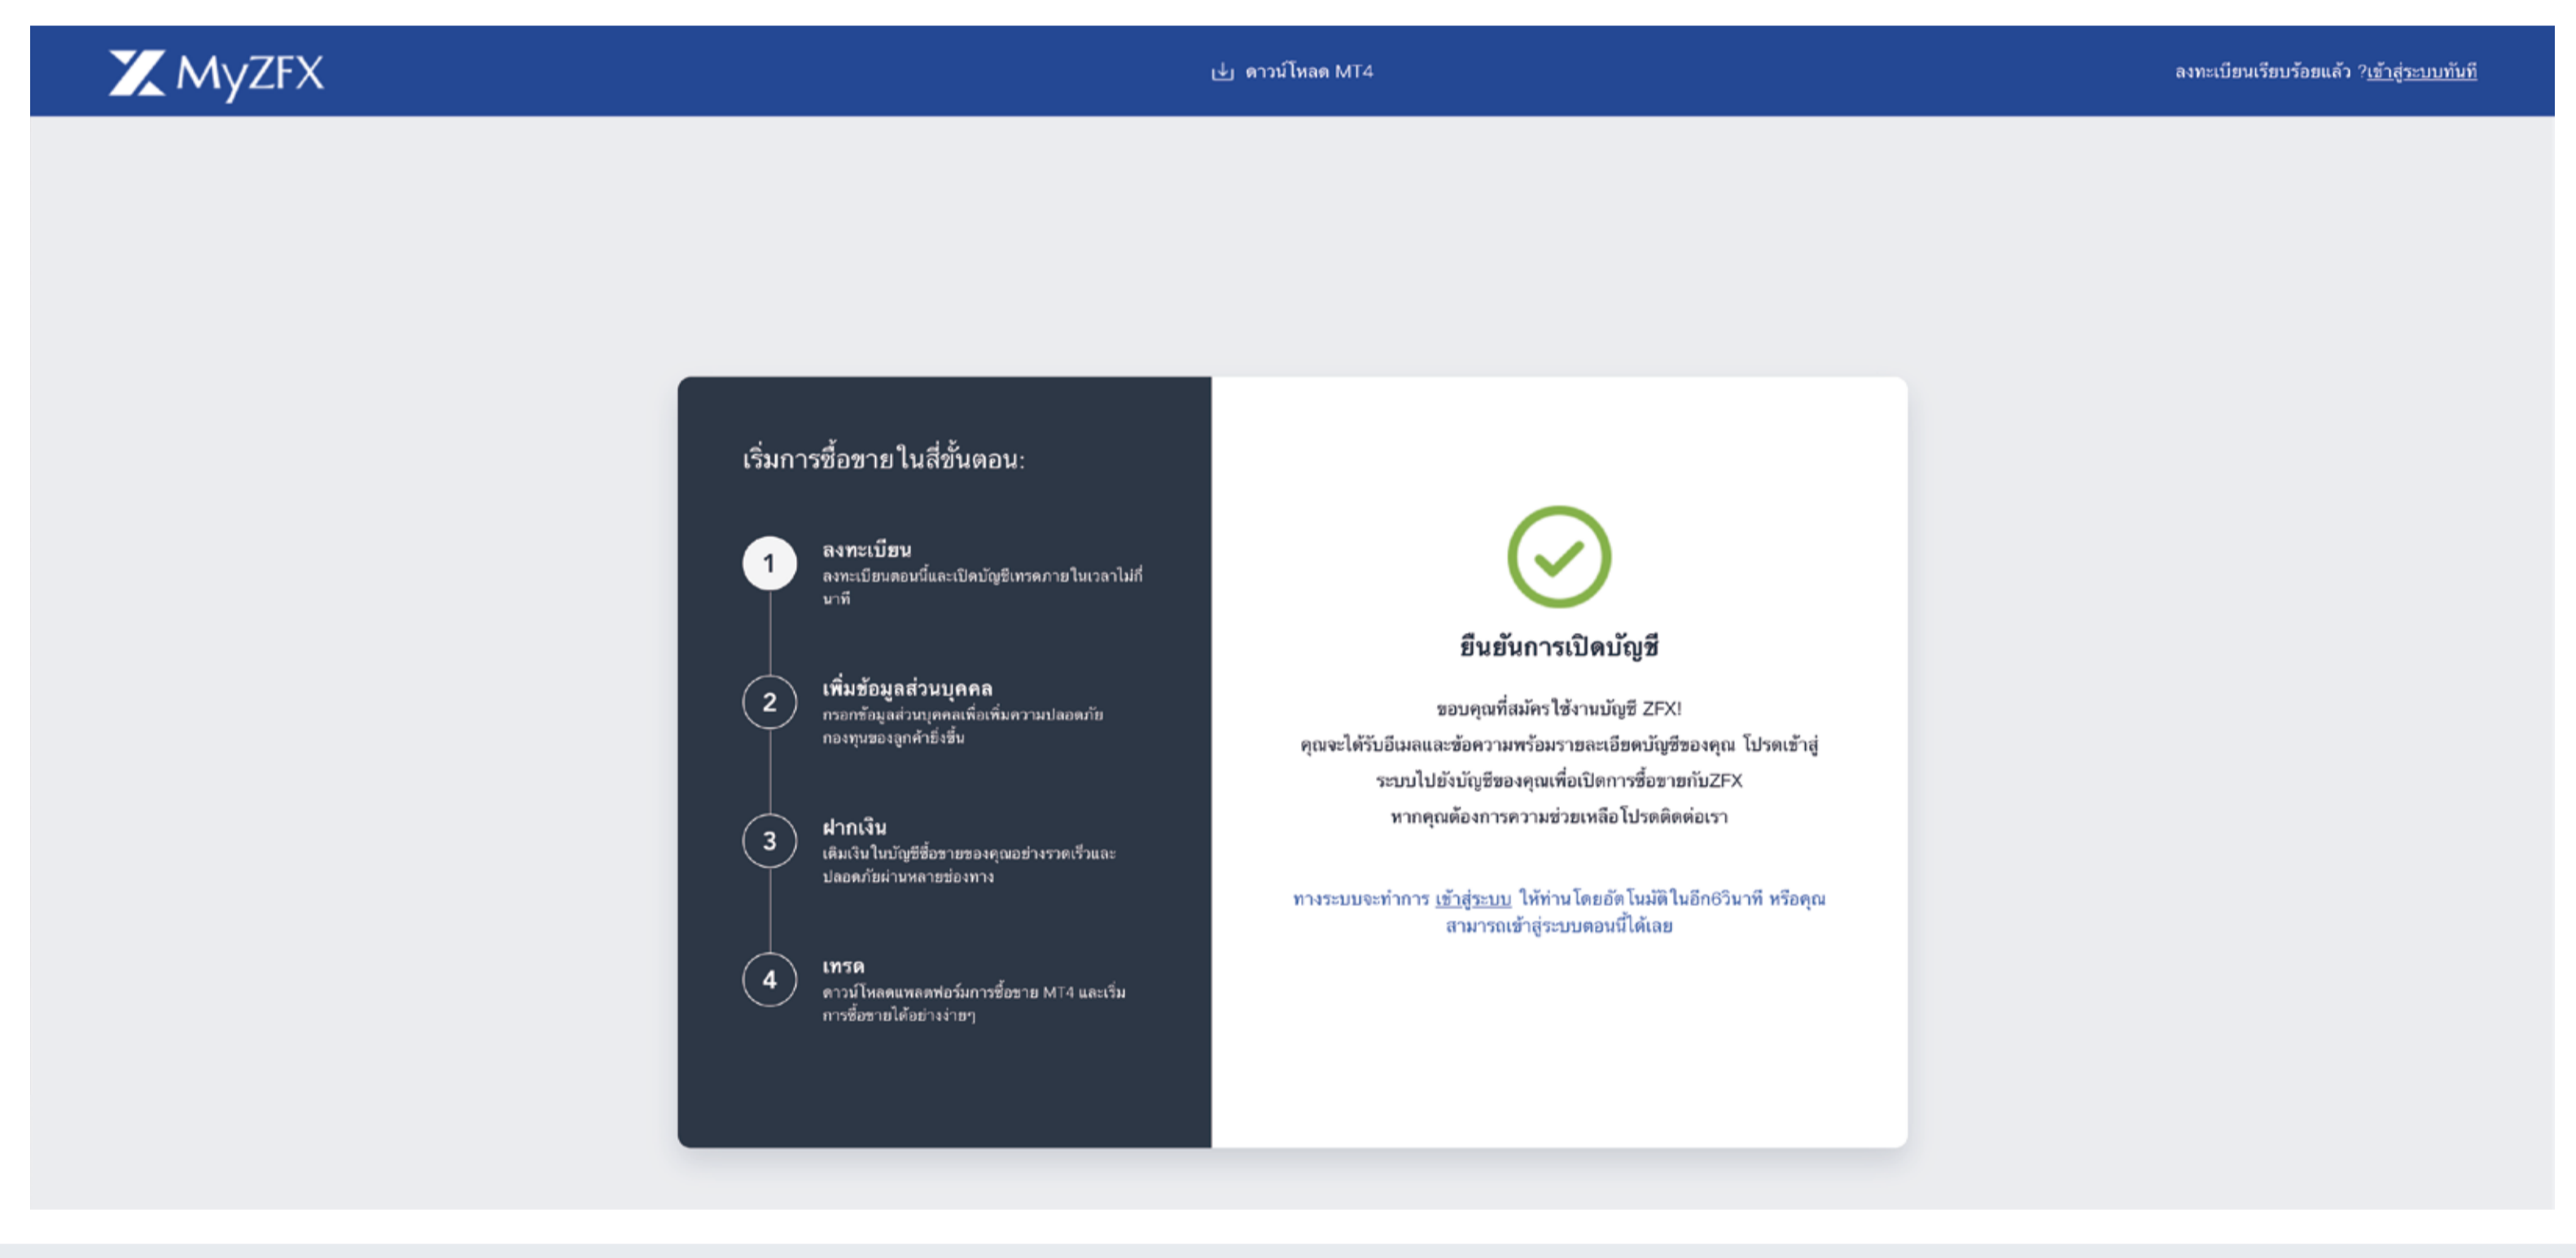 MyZFX
ดาวน์โหลด MT4
ลงทะเบียนเรียบร้อยแล้ว ?เข้าสู่ระบบทันที
เริ่มการซื้อขายในสี่ขั้นตอน:
1
ลงทะเบียน
ลงทะเบียนตอนนี้และเปิดบัญชีเทรดภายในเวลาไม่กี่
นาที
2
เพิ่มข้อมูลส่วนบุคคล
กรอกข้อมูลส่วนบุคคลเพื่อเพิ่มความปลอดภัย
กองทุนของลูกค้ายิ่งขึ้น
3
ฝากเงิน
เติมเงินในบัญชีซื้อขายของคุณอย่างรวดเร็วและ
ปลอดภัยผ่านหลายช่องทาง
4
เทรด
ดาวน์โหลดแพลตฟอร์มการซื้อขาย MT4 และเริ่ม
การซื้อขายได้อย่างง่ายๆ
ยืนยันการเปิดบัญชี
ขอบคุณที่สมัครใช้งานบัญชี ZFX!
คุณจะได้รับอีเมลและข้อความพร้อมรายละเอียดบัญชีของคุณ โปรดเข้าสู่
ระบบไปยังบัญชีของคุณเพื่อเปิดการซื้อขายกับZFX
หากคุณต้องการความช่วยเหลือโปรดติดต่อเรา
ทางระบบจะทำการ เข้าสู่ระบบ ให้ท่านโดยอัตโนมัติในอีก6วินาที หรือคุณ
สามารถเข้าสู่ระบบตอนนี้ได้เลย